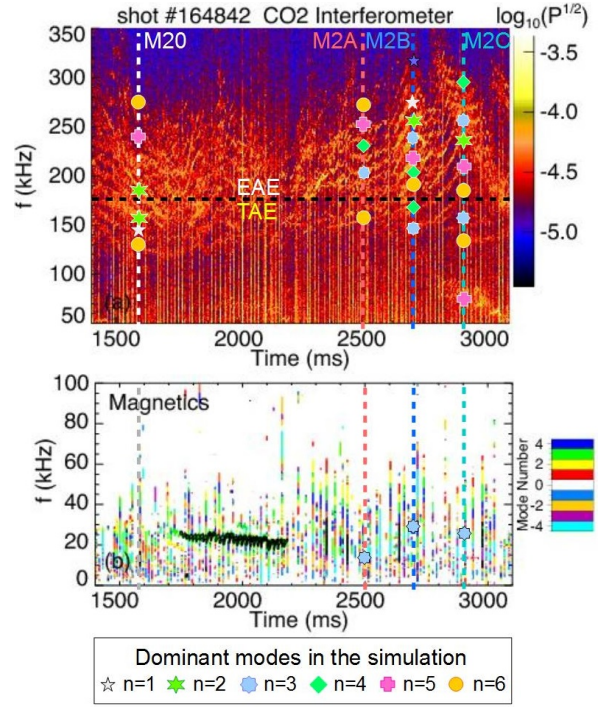 shot #164842 CO2 Interferometer
log10(P^1/2)
M20 M2A M2B M2C
350
300
250
200
150
100
50
f (kHz)
EAE
TAE
(a)
-3.5
-4.0
-4.5
-5.0
1500 2000 2500 3000
Time (ms)
Magnetics
100
80
60
40
20
0
f (kHz)
(b)
4
2
0
-2
-4
Mode Number
1500 2000 2500 3000
Time (ms)
Dominant modes in the simulation
n=1 n=2 n=3 n=4 n=5 n=6